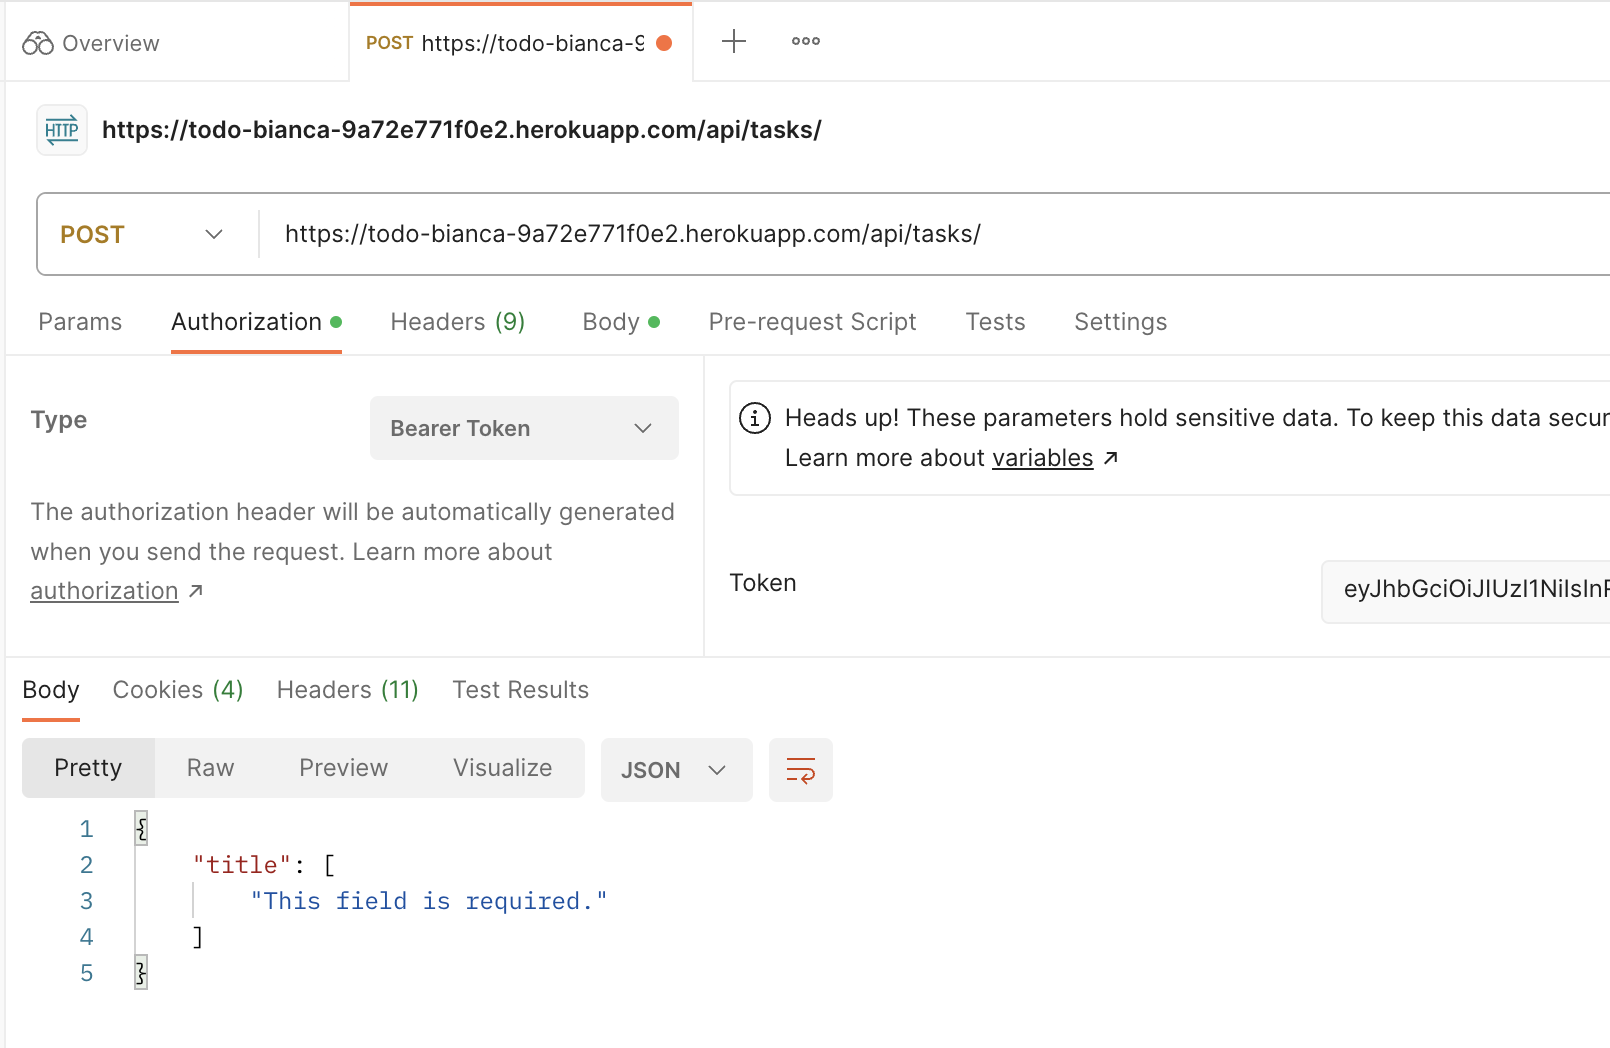 Overview
POST https://todo-bianca-9
HTTP https://todo-bianca-9a72e771f0e2.herokuapp.com/api/tasks/
POST https://todo-bianca-9a72e771f0e2.herokuapp.com/api/tasks/
Params Authorization Headers (9) Body Pre-request Script Tests Settings
Type Bearer Token
The authorization header will be automatically generated
when you send the request. Learn more about
authorization ↗
Heads up! These parameters hold sensitive data. To keep this data secur
Learn more about variables ↗
Token eyJhbGciOiJIUzI1NiIsInR
Body Cookies (4) Headers (11) Test Results
Pretty Raw Preview Visualize JSON
1 {
2 "title": [
3 "This field is required."
4 ]
5 }